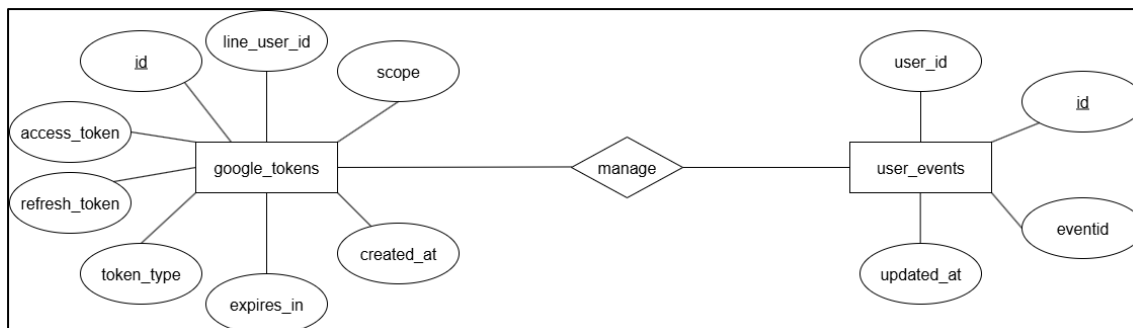 line_user_id
id
scope
user_id
id
access_token
google_tokens
manage
user_events
refresh_token
eventid
token_type
created_at
updated_at
expires_in